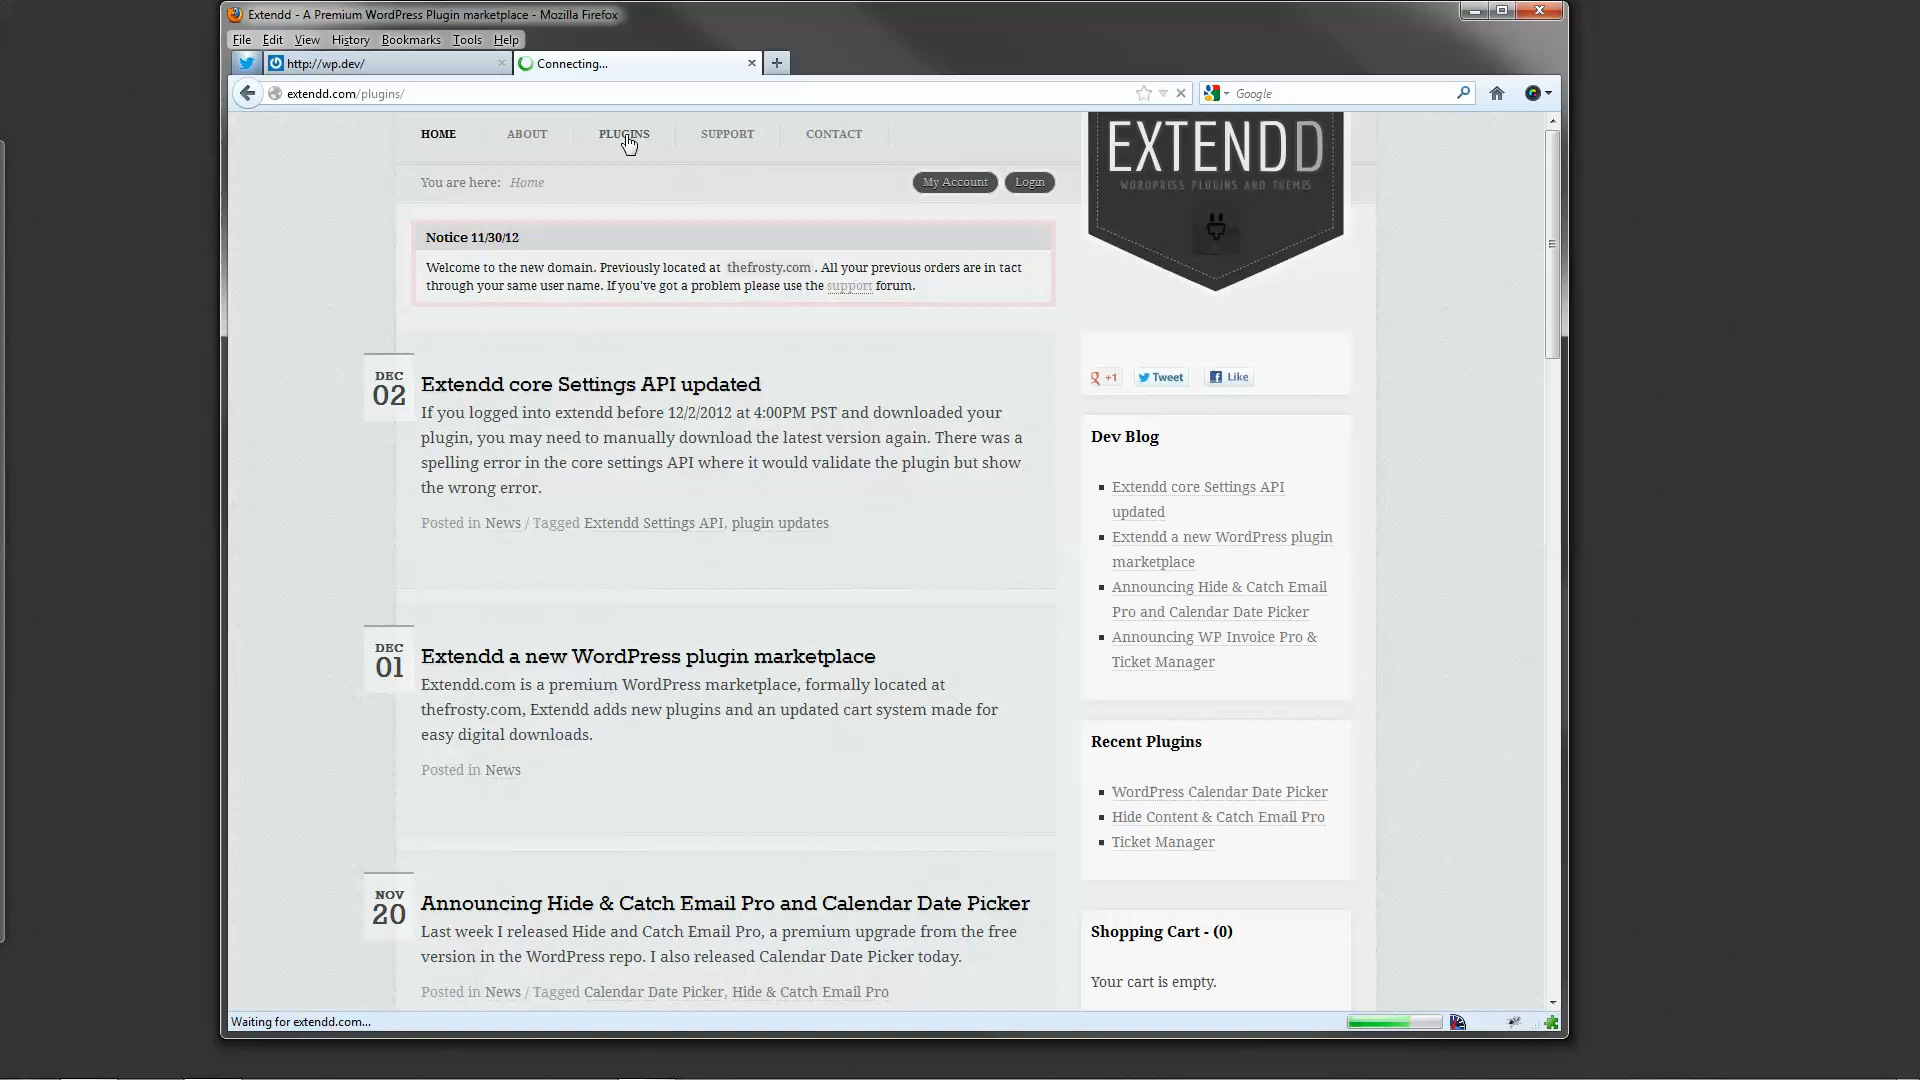 Extendd - A Premium WordPress Plugin marketplace - Mozilla Firefox
File Edit View History Bookmarks Tools Help
http://wp.dev/ Connecting...
extendd.com/plugins/ Google
HOME ABOUT PLUGINS SUPPORT CONTACT
EXTENDD
WORDPRESS PLUGINS AND THEMES
You are here: Home My Account Login
Notice 11/30/12
Welcome to the new domain. Previously located at thefrosty.com . All your previous orders are in tact
through your same user name. If you've got a problem please use the support forum.
g +1 Tweet Like
DEC
02
Extendd core Settings API updated
If you logged into extendd before 12/2/2012 at 4:00PM PST and downloaded your
plugin, you may need to manually download the latest version again. There was a
spelling error in the core settings API where it would validate the plugin but show
the wrong error.
Posted in News / Tagged Extendd Settings API, plugin updates
DEC
01
Extendd a new WordPress plugin marketplace
Extendd.com is a premium WordPress marketplace, formally located at
thefrosty.com, Extendd adds new plugins and an updated cart system made for
easy digital downloads.
Posted in News
NOV
20
Announcing Hide & Catch Email Pro and Calendar Date Picker
Last week I released Hide and Catch Email Pro, a premium upgrade from the free
version in the WordPress repo. I also released Calendar Date Picker today.
Posted in News / Tagged Calendar Date Picker, Hide & Catch Email Pro
Dev Blog
Extendd core Settings API
updated
Extendd a new WordPress plugin
marketplace
Announcing Hide & Catch Email
Pro and Calendar Date Picker
Announcing WP Invoice Pro &
Ticket Manager
Recent Plugins
WordPress Calendar Date Picker
Hide Content & Catch Email Pro
Ticket Manager
Shopping Cart - (0)
Your cart is empty.
Waiting for extendd.com...